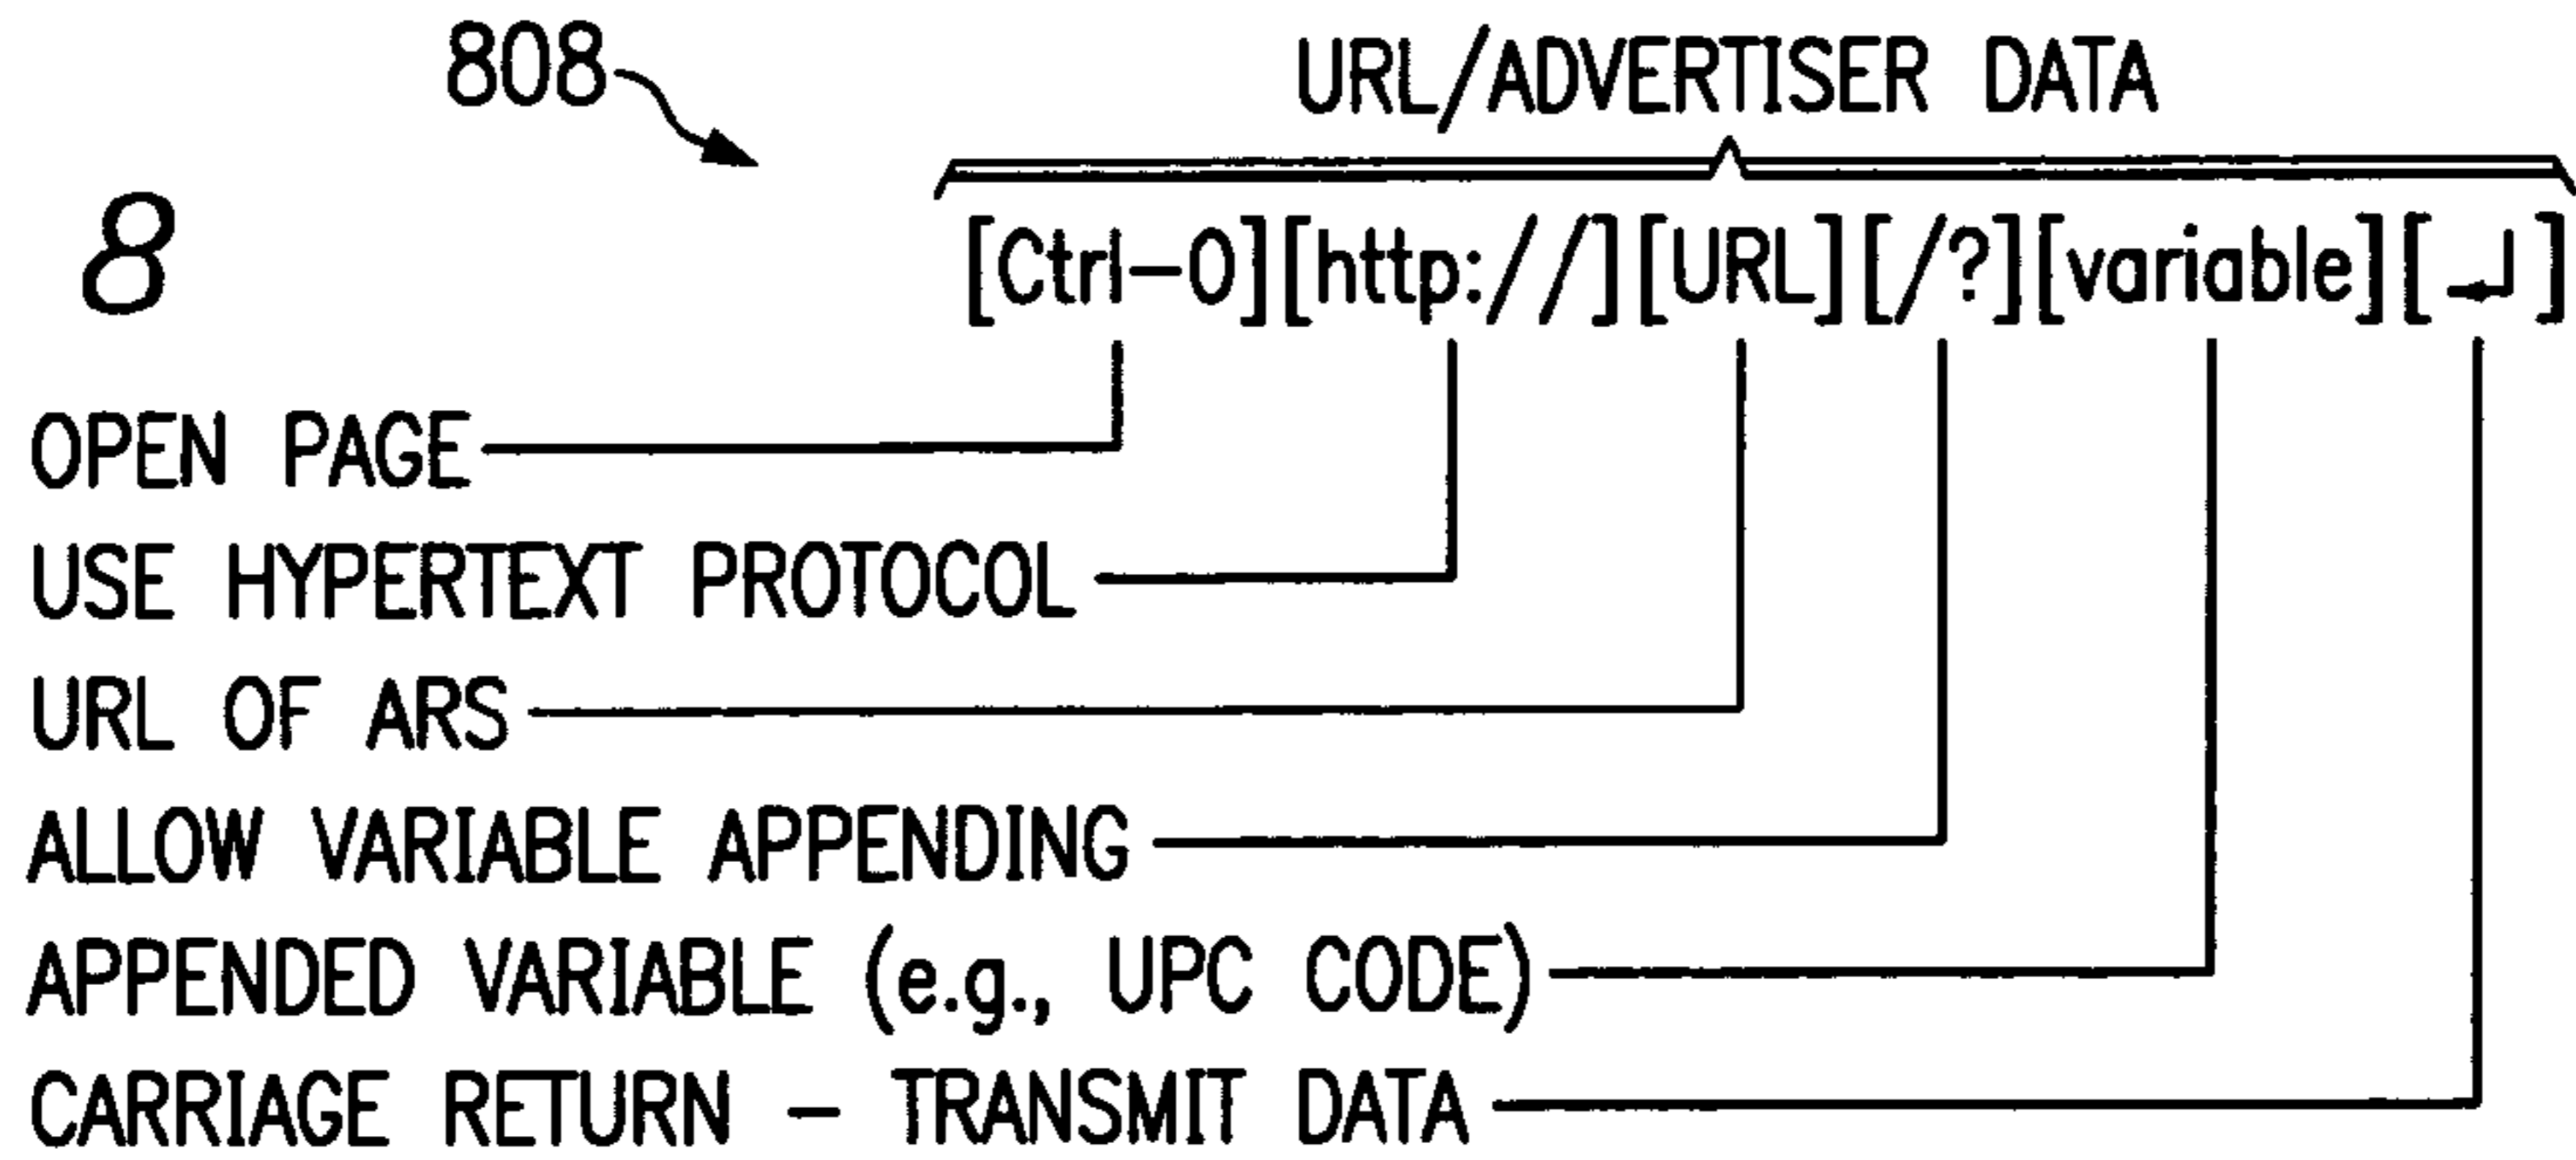 808
URL/ADVERTISER DATA
8
[Ctrl-O][http://][URL][/?][variable][↵]
OPEN PAGE
USE HYPERTEXT PROTOCOL
URL OF ARS
ALLOW VARIABLE APPENDING
APPENDED VARIABLE (e.g., UPC CODE)
CARRIAGE RETURN – TRANSMIT DATA